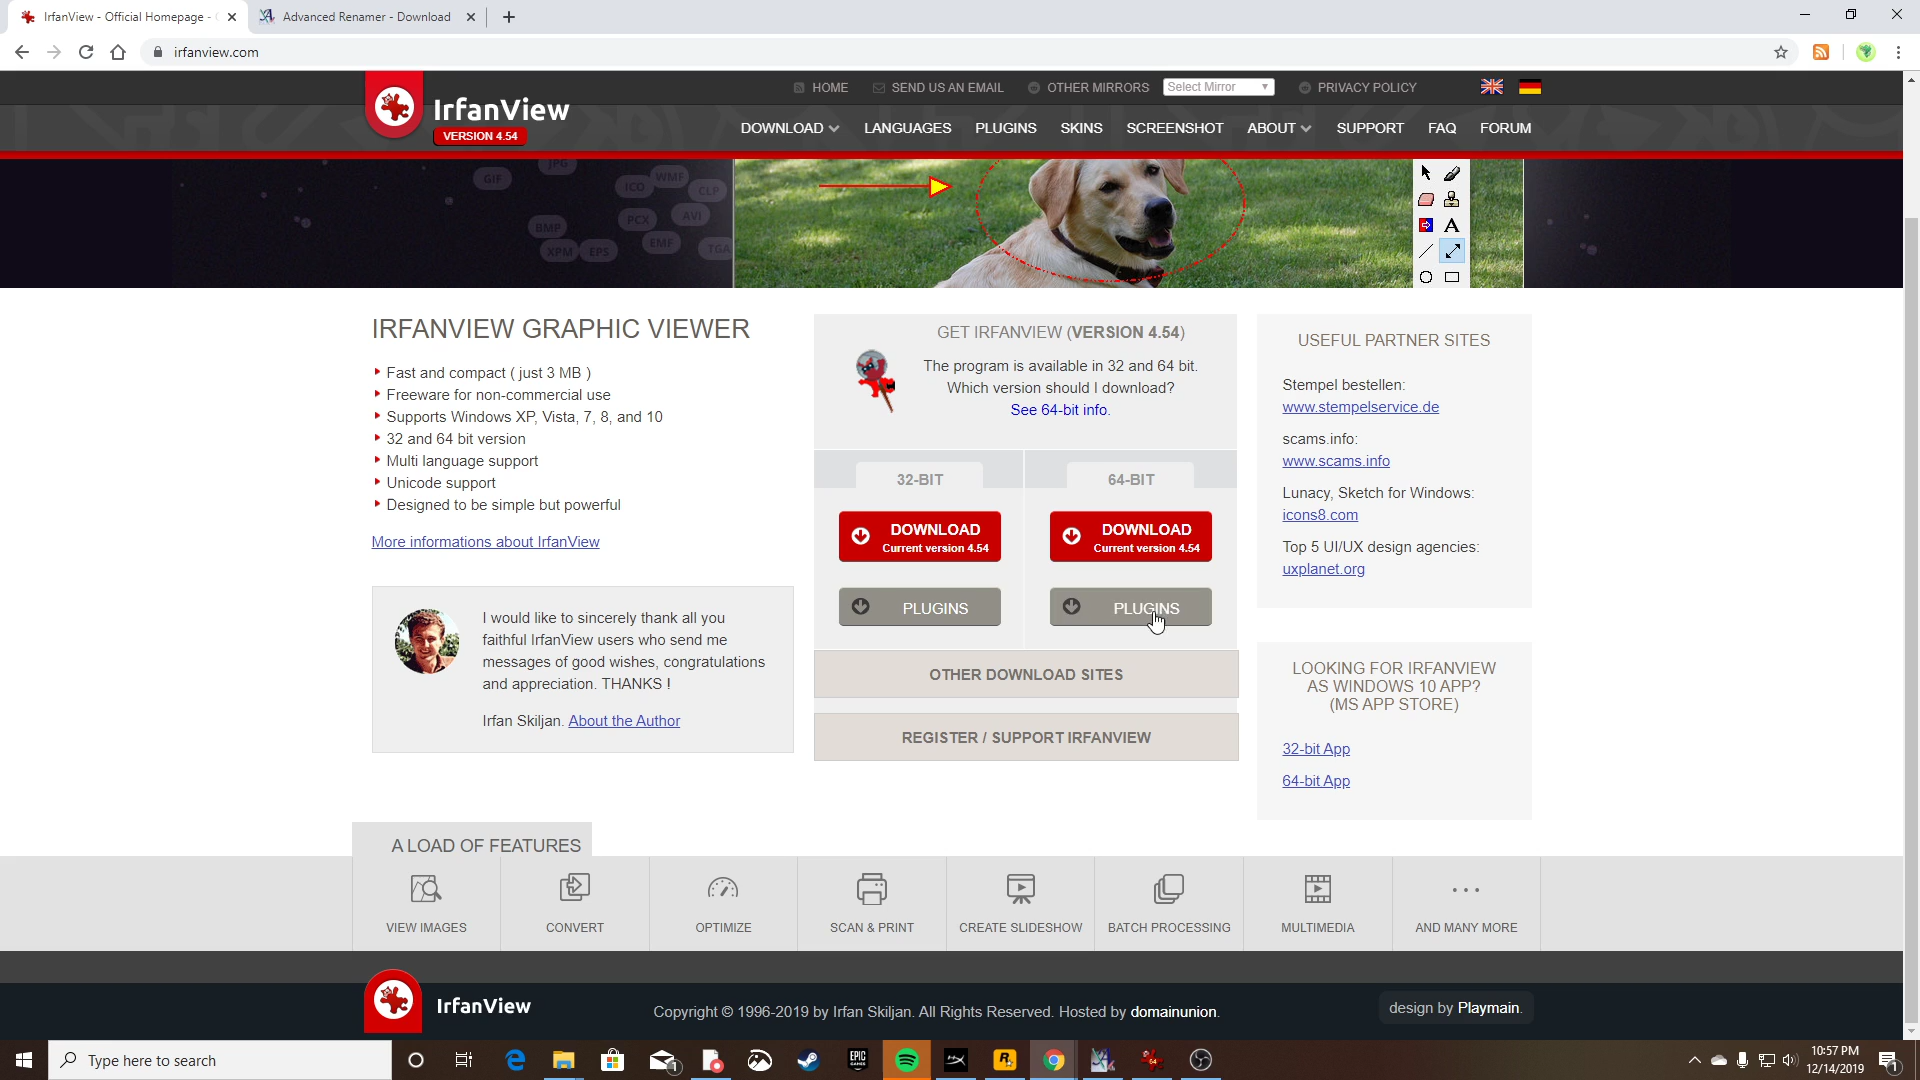 IrfanView - Official Homepage -
Advanced Renamer - Download
irfanview.com
HOME
SEND US AN EMAIL
OTHER MIRRORS
Select Mirror
PRIVACY POLICY
IrfanView
VERSION 4.54
DOWNLOAD
LANGUAGES
PLUGINS
SKINS
SCREENSHOT
ABOUT
SUPPORT
FAQ
FORUM
JPG
GIF
ICO
WMF
CLP
PCX
AVI
BMP
EMF
TGA
XPM
EPS
A
IRFANVIEW GRAPHIC VIEWER
Fast and compact ( just 3 MB )
Freeware for non-commercial use
Supports Windows XP, Vista, 7, 8, and 10
32 and 64 bit version
Multi language support
Unicode support
Designed to be simple but powerful
More informations about IrfanView
I would like to sincerely thank all you
faithful IrfanView users who send me
messages of good wishes, congratulations
and appreciation. THANKS !
Irfan Skiljan. About the Author
GET IRFANVIEW (VERSION 4.54)
The program is available in 32 and 64 bit.
Which version should I download?
See 64-bit info.
32-BIT
64-BIT
DOWNLOAD
Current version 4.54
DOWNLOAD
Current version 4.54
PLUGINS
PLUGINS
OTHER DOWNLOAD SITES
REGISTER / SUPPORT IRFANVIEW
USEFUL PARTNER SITES
Stempel bestellen:
www.stempelservice.de
scams.info:
www.scams.info
Lunacy, Sketch for Windows:
icons8.com
Top 5 UI/UX design agencies:
uxplanet.org
LOOKING FOR IRFANVIEW
AS WINDOWS 10 APP?
(MS APP STORE)
32-bit App
64-bit App
A LOAD OF FEATURES
VIEW IMAGES
CONVERT
OPTIMIZE
SCAN & PRINT
CREATE SLIDESHOW
BATCH PROCESSING
MULTIMEDIA
AND MANY MORE
IrfanView
Copyright © 1996-2019 by Irfan Skiljan. All Rights Reserved. Hosted by domainunion.
design by Playmain.
Type here to search
1
EPIC
GAMES
R
64
10:57 PM
12/14/2019
1